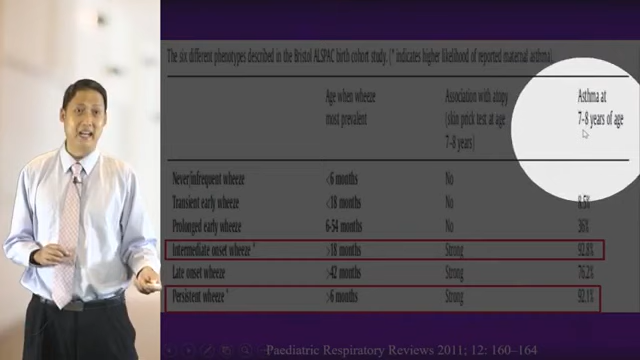 The six different phenotypes described in the Bristol ALSPAC birth cohort study. (* indicates higher likelihood of reported maternal asthma).
Age when wheeze most prevalent
Association with atopy (skin prick test at age 7-8 years)
Asthma at 7-8 years of age
Never/infrequent wheeze <6 months No
Transient early wheeze <18 months No 8.5%
Prolonged early wheeze 6-54 months No 36%
Intermediate onset wheeze * >18 months Strong 92.8%
Late onset wheeze >42 months Strong 76.2%
Persistent wheeze * >6 months Strong 92.1%
Paediatric Respiratory Reviews 2011; 12: 160–164